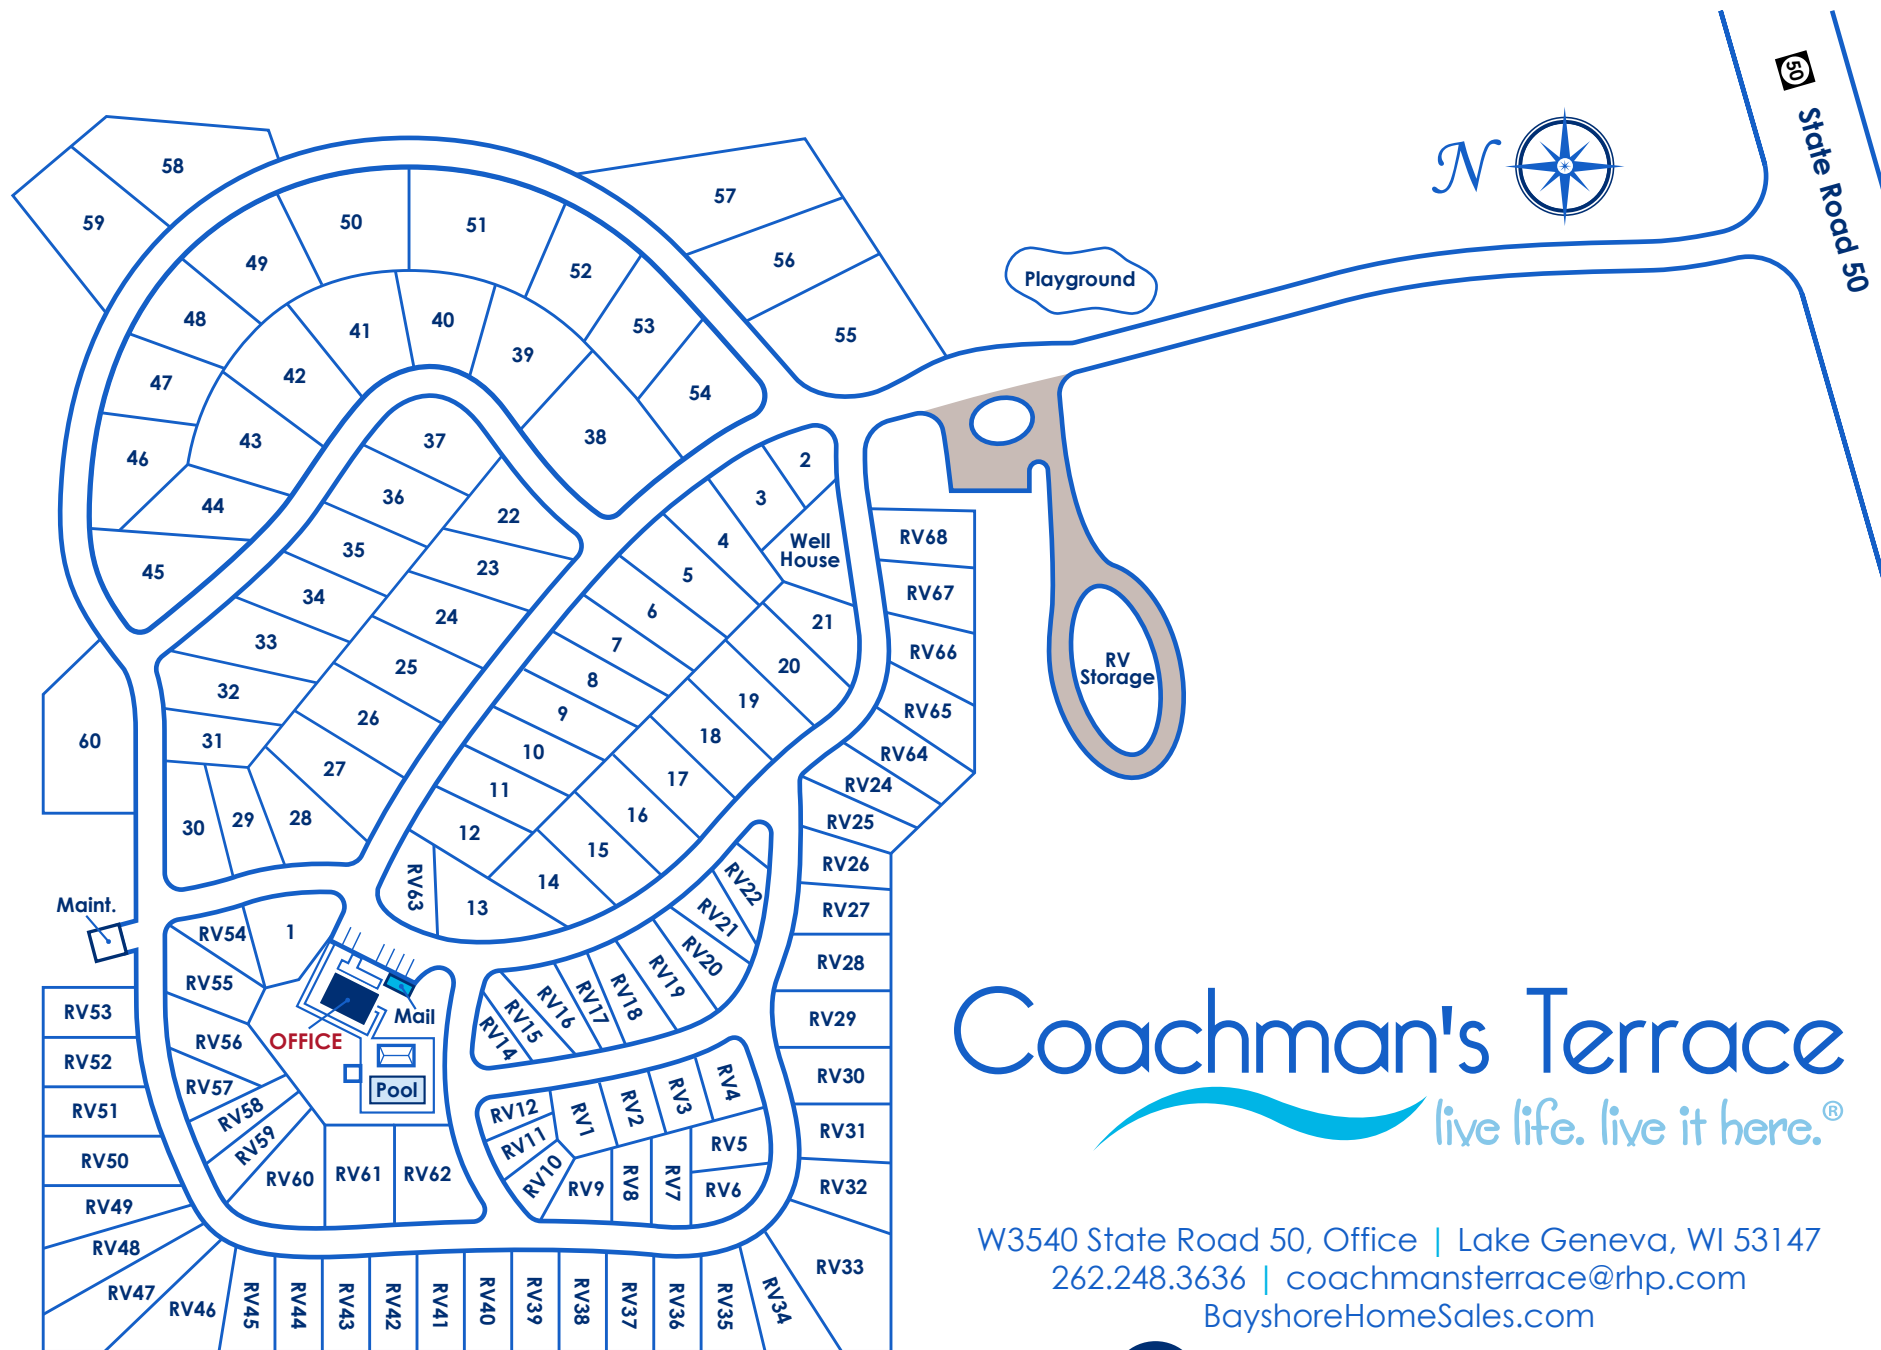 50
State Road 50
N
58
59
57
50
51
49
56
52
Playground
48
41
40
53
55
39
47
42
54
43
38
37
46
2
36
3
44
22
RV68
4
Well
House
35
45
23
5
RV67
34
6
24
21
33
7
RV66
25
20
RV
Storage
8
32
19
RV65
9
26
60
31
18
10
RV64
27
17
RV24
11
16
28
29
30
12
RV25
15
RV26
14
RV22
RV63
13
RV27
Maint.
1
RV54
RV21
RV20
RV28
RV55
RV19
RV18
RV17
RV16
RV15
RV14
Mail
RV53
OFFICE
RV56
RV29
Coachman's Terrace
RV52
RV57
Pool
RV4
RV3
RV30
RV51
RV58
RV12
RV1
RV2
live life. live it here.®
RV59
RV11
RV5
RV31
RV50
RV60
RV61
RV62
RV10
RV9
RV8
RV7
RV6
RV32
RV49
RV48
RV33
W3540 State Road 50, Office | Lake Geneva, WI 53147
262.248.3636 | coachmansterrace@rhp.com
BayshoreHomeSales.com
RV47
RV46
RV45
RV44
RV43
RV42
RV41
RV40
RV39
RV38
RV37
RV36
RV35
RV34